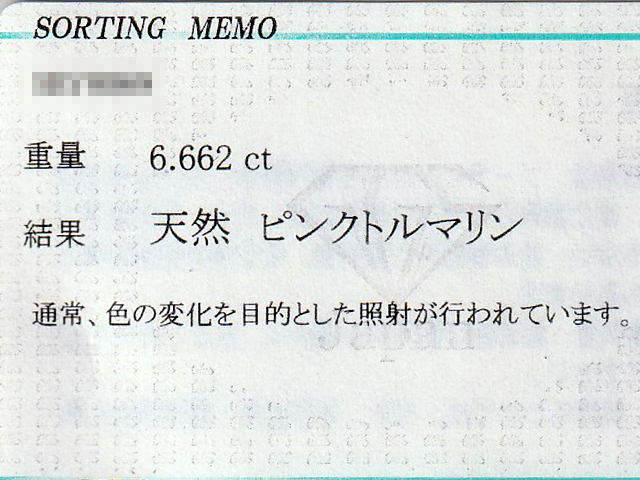 SORTING MEMO
重量 6.662 ct
結果 天然 ピンクトルマリン
通常、色の変化を目的とした照射が行われています。